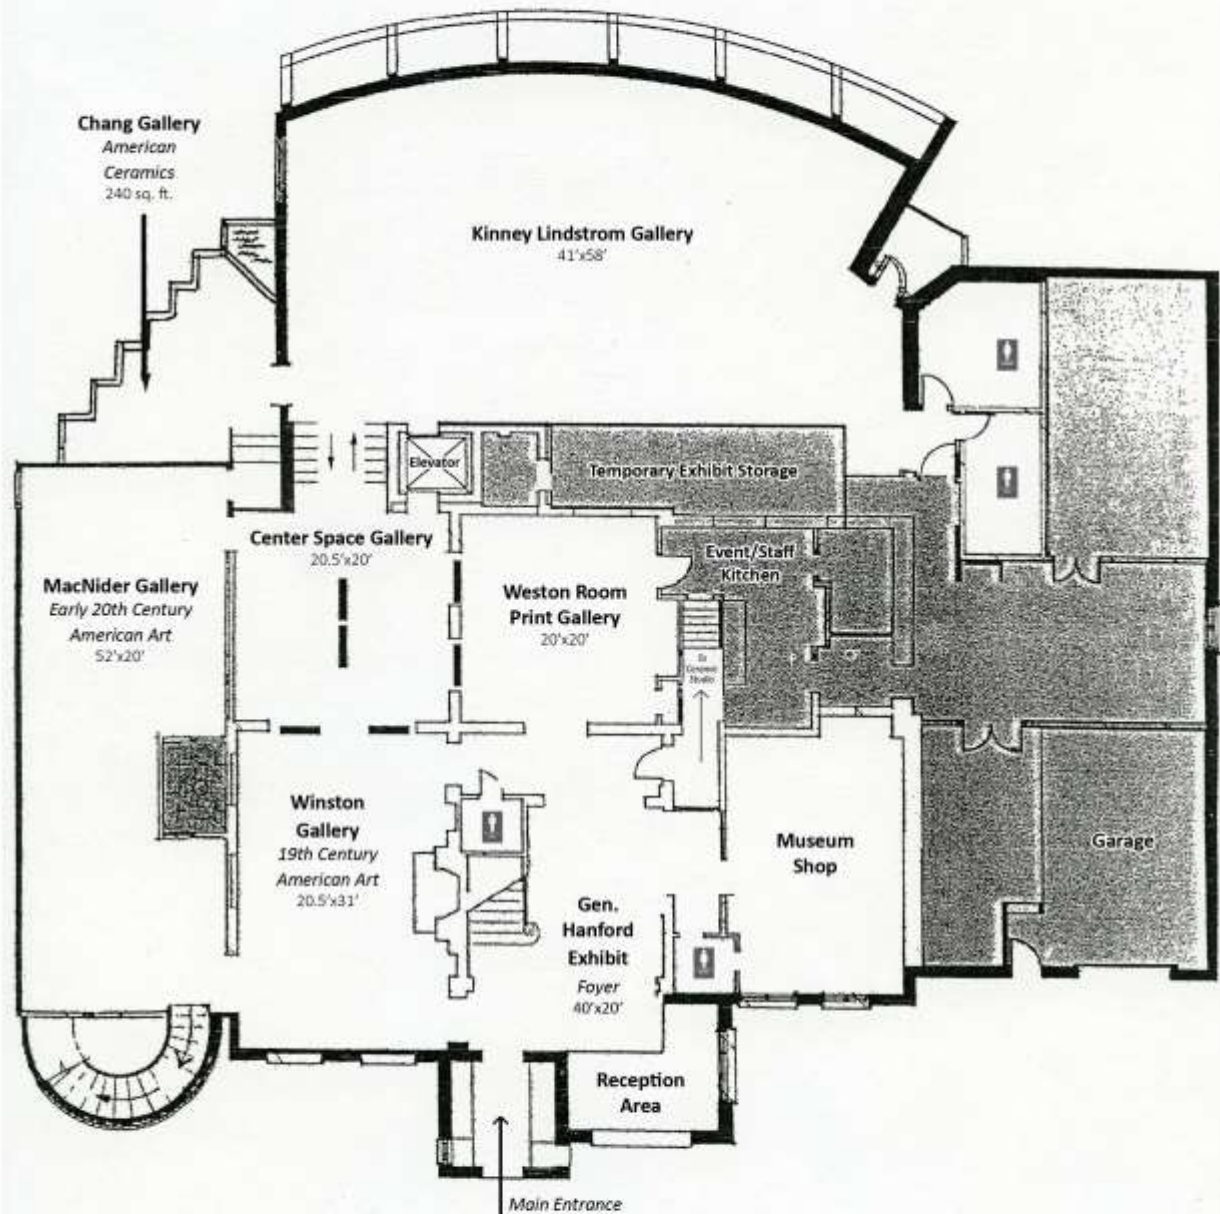 Chang Gallery
American
Ceramics
240 sq. ft.
Kinney Lindstrom Gallery
41'x58'
Elevator
Temporary Exhibit Storage
Center Space Gallery
20.5'x20'
Event/Staff
Kitchen
MacNider Gallery
Early 20th Century
American Art
52'x20'
Weston Room
Print Gallery
20'x20'
To
Ceramic
Studio
Winston
Gallery
19th Century
American Art
20.5'x31'
Museum
Shop
Garage
Gen.
Hanford
Exhibit
Foyer
40'x20'
Reception
Area
Main Entrance